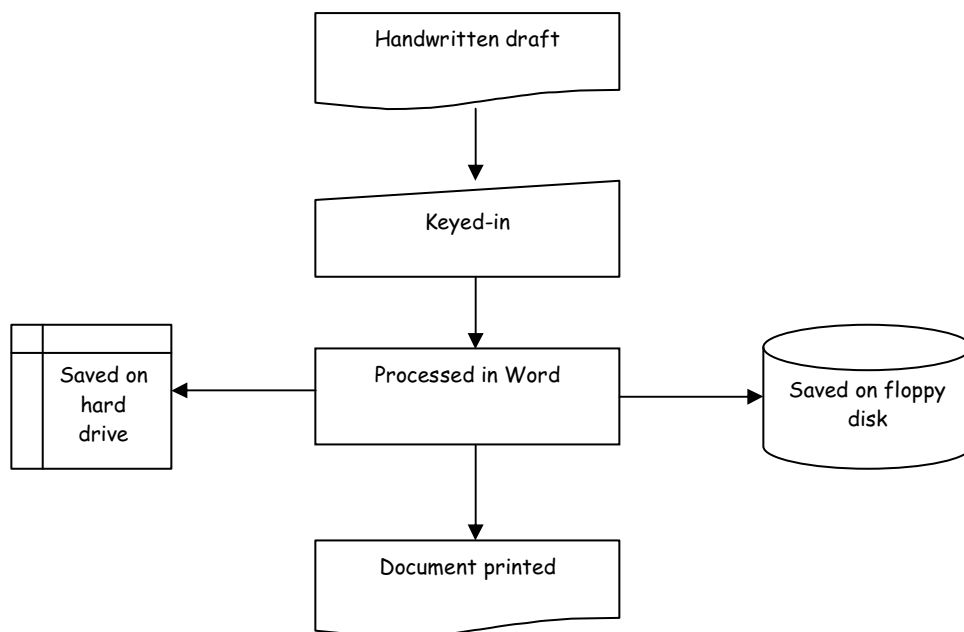 Handwritten draft
Keyed-in
Processed in Word
Saved on
hard
drive
Saved on floppy
disk
Document printed